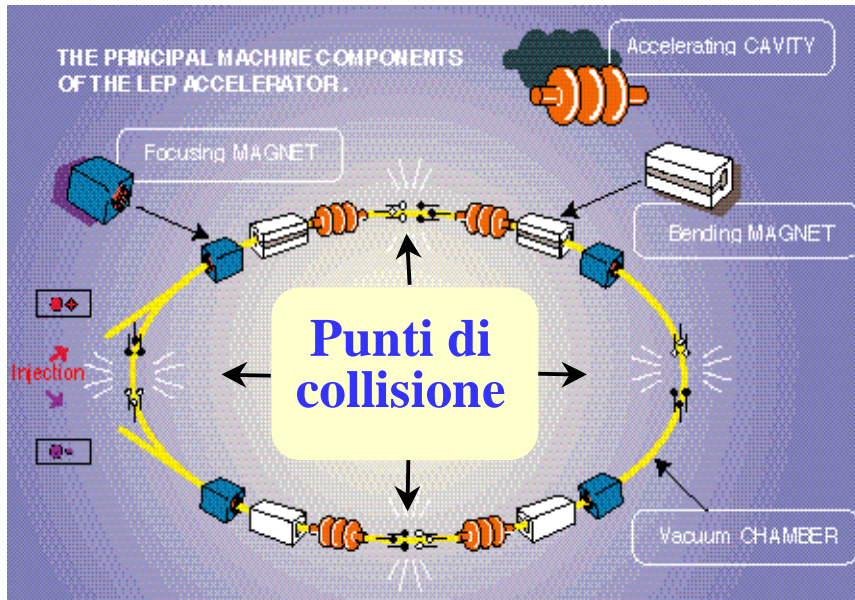 THE PRINCIPAL MACHINE COMPONENTS
OF THE LEP ACCELERATOR.
Accelerating CAVITY
Focusing MAGNET
Bending MAGNET
Punti di
collisione
Injection
Vacuum CHAMBER